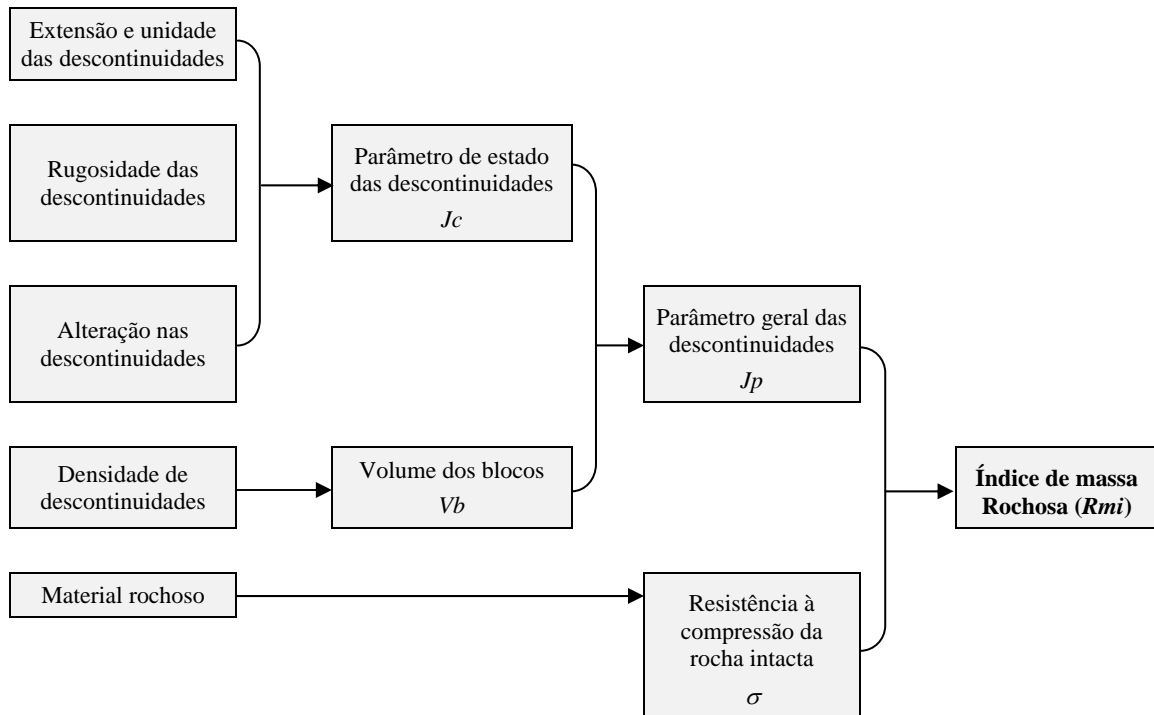 Extensão e unidade
das descontinuidades
Rugosidade das
descontinuidades
Parâmetro de estado
das descontinuidades
Jc
Alteração nas
descontinuidades
Parâmetro geral das
descontinuidades
Jp
Densidade de
descontinuidades
Volume dos blocos
Vb
Índice de massa
Rochosa (Rmi)
Material rochoso
Resistência à
compressão da
rocha intacta
σ